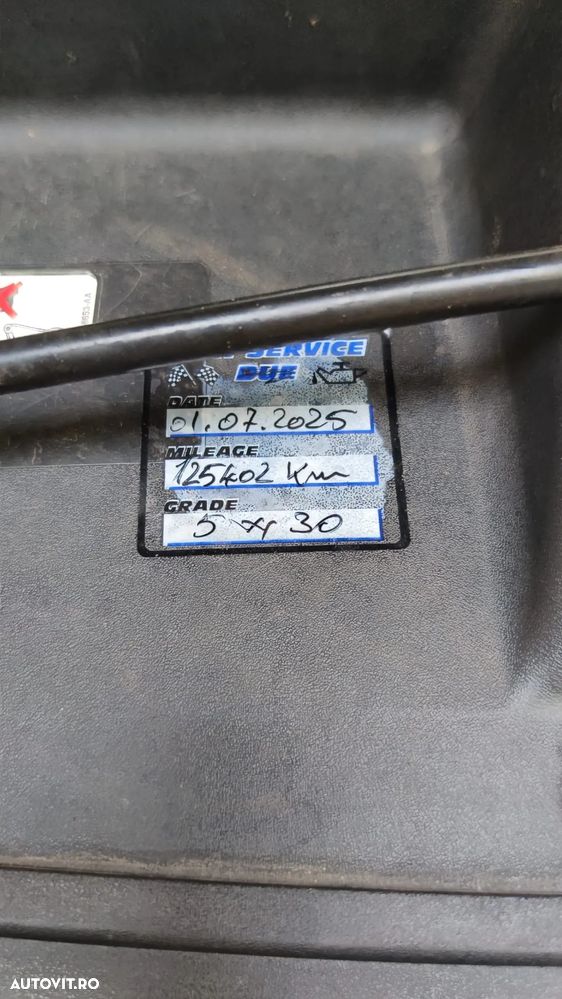 SERVICE
DUE
DATE
01.07.2025
MILEAGE
125402 Km
GRADE
5 w 30
AUTOVIT.RO